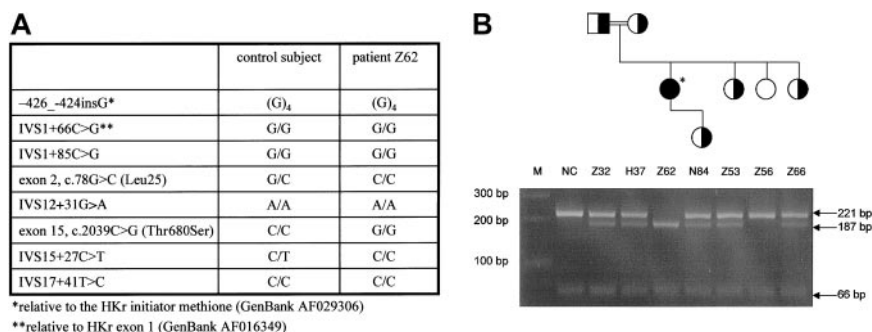 A
control subject patient Z62
–426_-424insG* (G)4 (G)4
IVS1+66C>G** G/G G/G
IVS1+85C>G G/G G/G
exon 2, c.78G>C (Leu25) G/C C/C
IVS12+31G>A A/A A/A
exon 15, c.2039C>G (Thr680Ser) C/C G/G
IVS15+27C>T C/T C/C
IVS17+41T>C C/C C/C
*relative to the HKr initiator methione (GenBank AF029306)
**relative to HKr exon 1 (GenBank AF016349)
B
*
M NC Z32 H37 Z62 N84 Z53 Z56 Z66
300 bp
200 bp
100 bp
221 bp
187 bp
66 bp